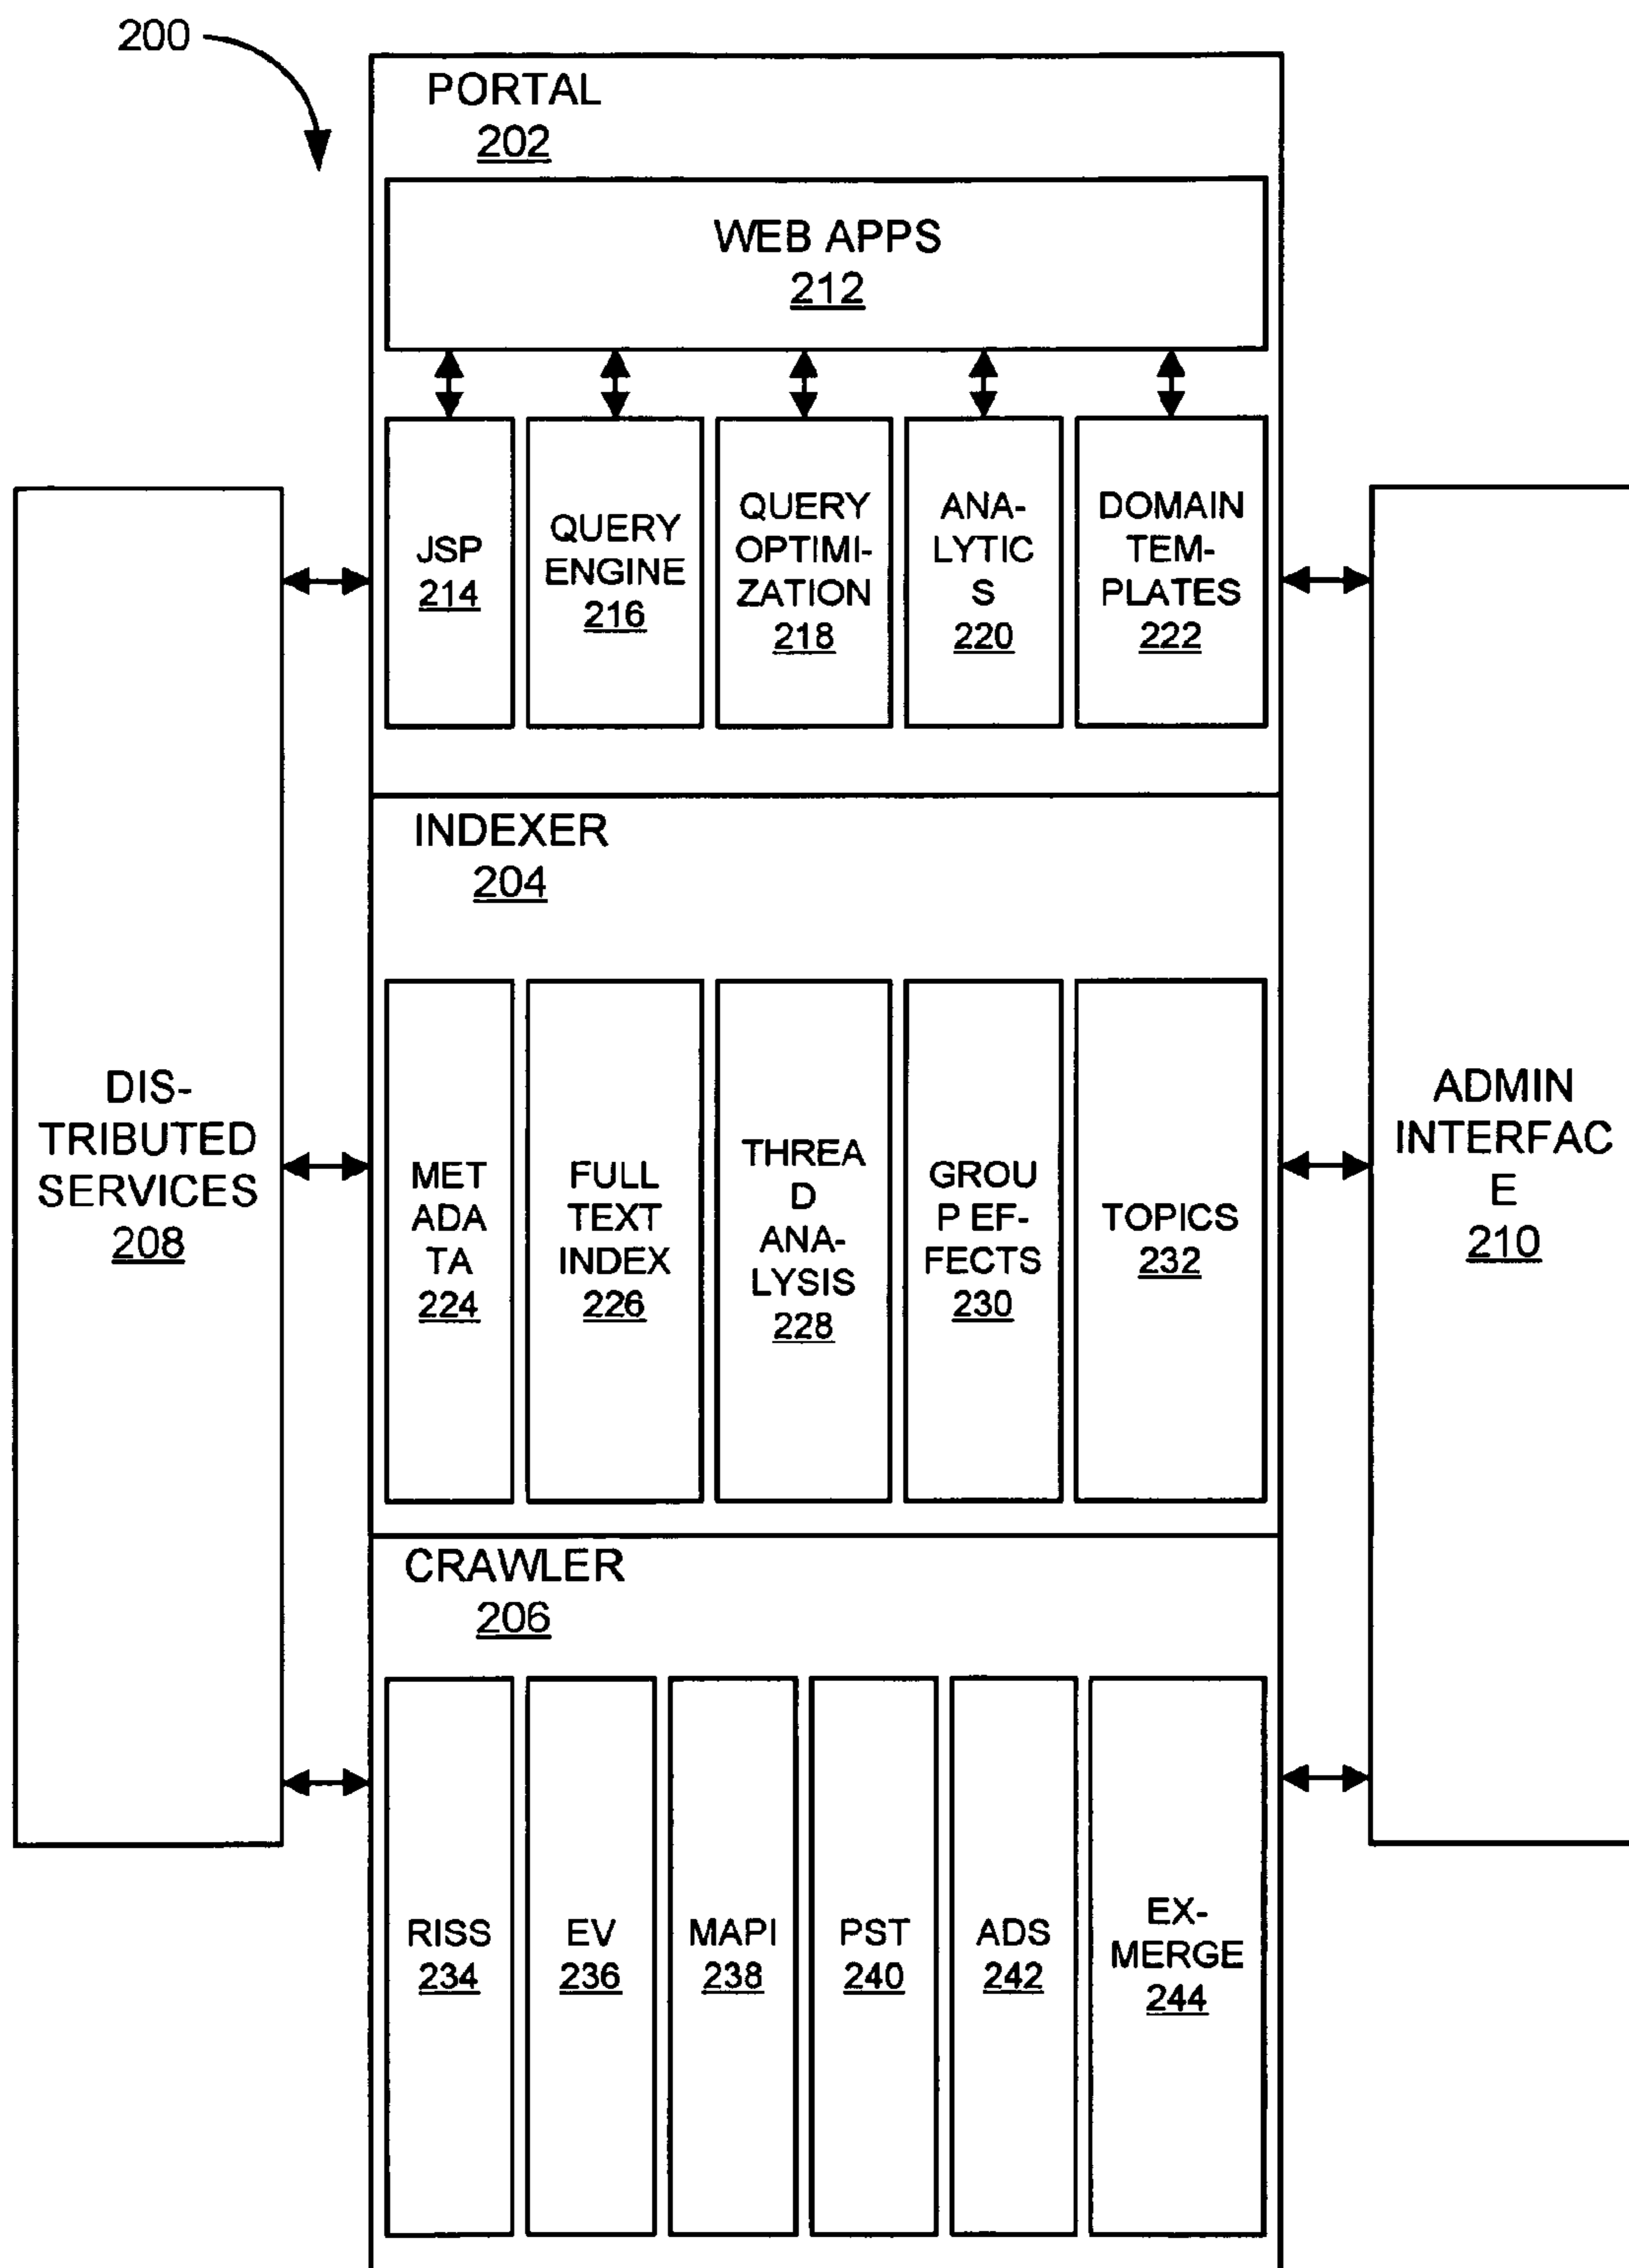 200
PORTAL
202
WEB APPS
212
JSP
214
QUERY
ENGINE
216
QUERY
OPTIMI-
ZATION
218
ANA-
LYTIC
S
220
DOMAIN
TEM-
PLATES
222
INDEXER
204
MET
ADA
TA
224
FULL
TEXT
INDEX
226
THREA
D
ANA-
LYSIS
228
GROU
P EF-
FECTS
230
TOPICS
232
CRAWLER
206
RISS
234
EV
236
MAPI
238
PST
240
ADS
242
EX-
MERGE
244
DIS-
TRIBUTED
SERVICES
208
ADMIN
INTERFAC
E
210